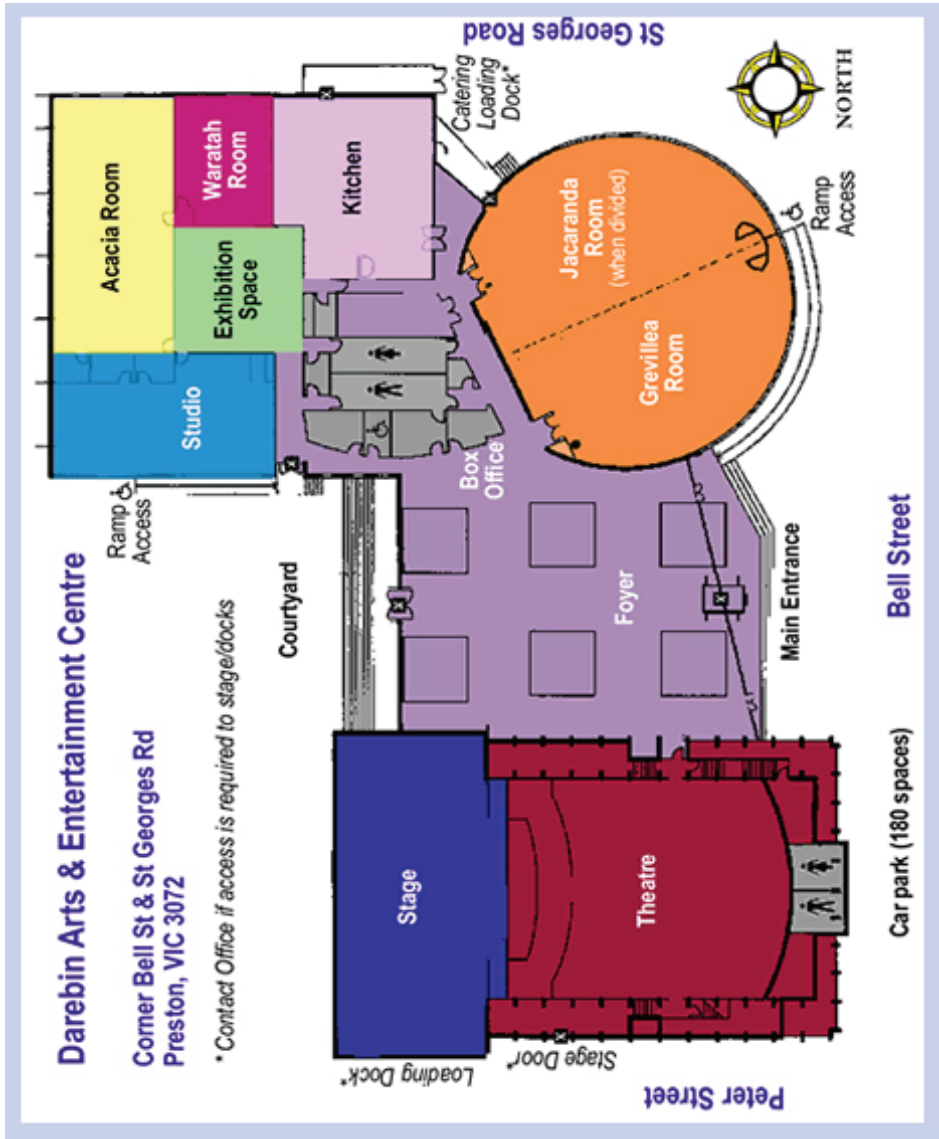 Darebin Arts & Entertainment Centre
Corner Bell St & St Georges Rd
Preston, VIC 3072
*Contact Office if access is required to stage/docks
St Georges Road
Catering
Loading
Dock*
NORTH
Acacia Room
Waratah
Room
Kitchen
Exhibition
Space
Studio
Ramp
Access
Jacaranda
Room
(when divided)
Grevillea
Room
Ramp
Access
Box
Office
Courtyard
Foyer
Main Entrance
Bell Street
Stage
Theatre
Loading Dock*
Stage Door*
Peter Street
Car park (180 spaces)